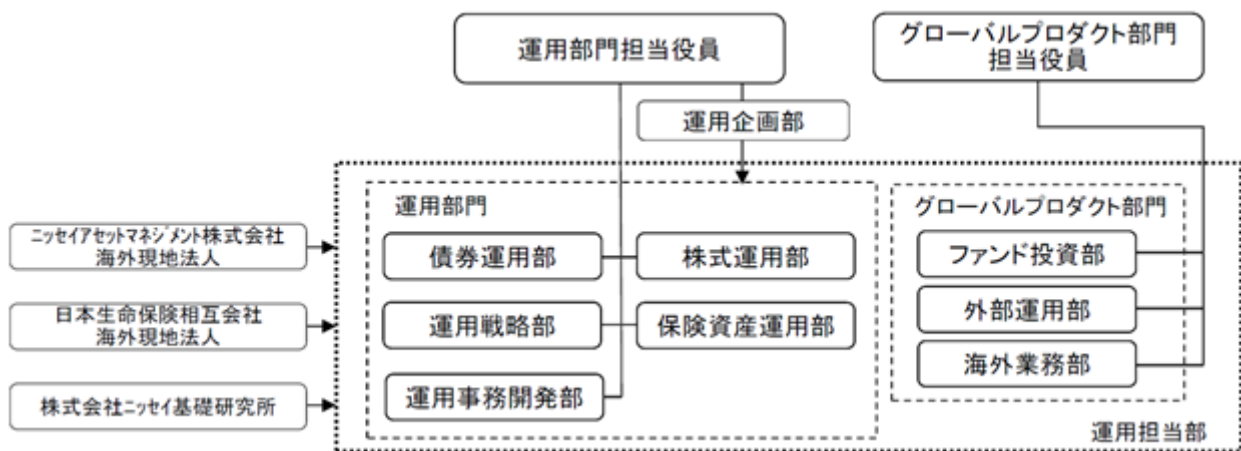 運用部門担当役員
グローバルプロダクト部門
担当役員
運用企画部
運用部門
グローバルプロダクト部門
ニッセイアセットマネジメント株式会社
海外現地法人
債券運用部
株式運用部
ファンド投資部
日本生命保険相互会社
海外現地法人
運用戦略部
保険資産運用部
外部運用部
海外業務部
株式会社ニッセイ基礎研究所
運用事務開発部
運用担当部